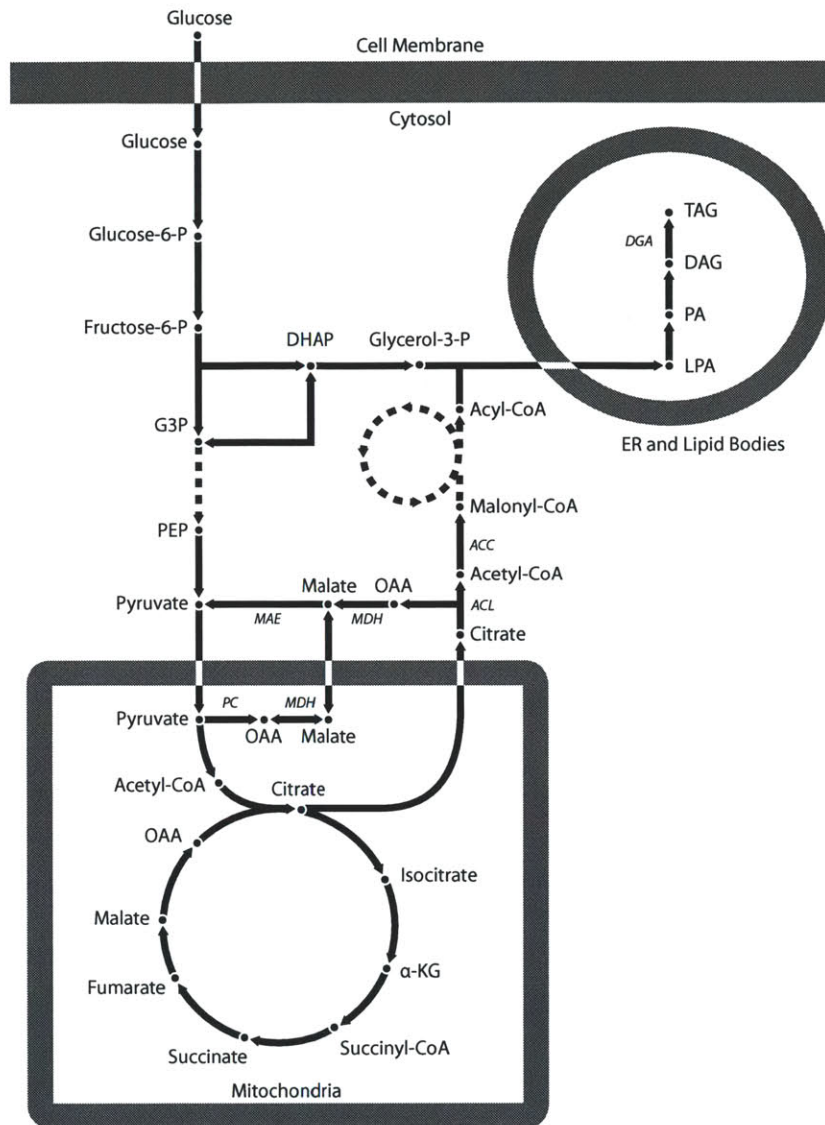 Glucose
Cell Membrane
Cytosol
Glucose
TAG
DGA
DAG
Glucose-6-P
PA
Fructose-6-P
DHAP
Glycerol-3-P
LPA
Acyl-CoA
G3P
ER and Lipid Bodies
Malonyl-CoA
PEP
ACC
Acetyl-CoA
Malate
OAA
Pyruvate
ACL
MAE
MDH
Citrate
PC
MDH
Pyruvate
OAA
Malate
Acetyl-CoA
Citrate
OAA
Isocitrate
Malate
α-KG
Fumarate
Succinyl-CoA
Succinate
Mitochondria